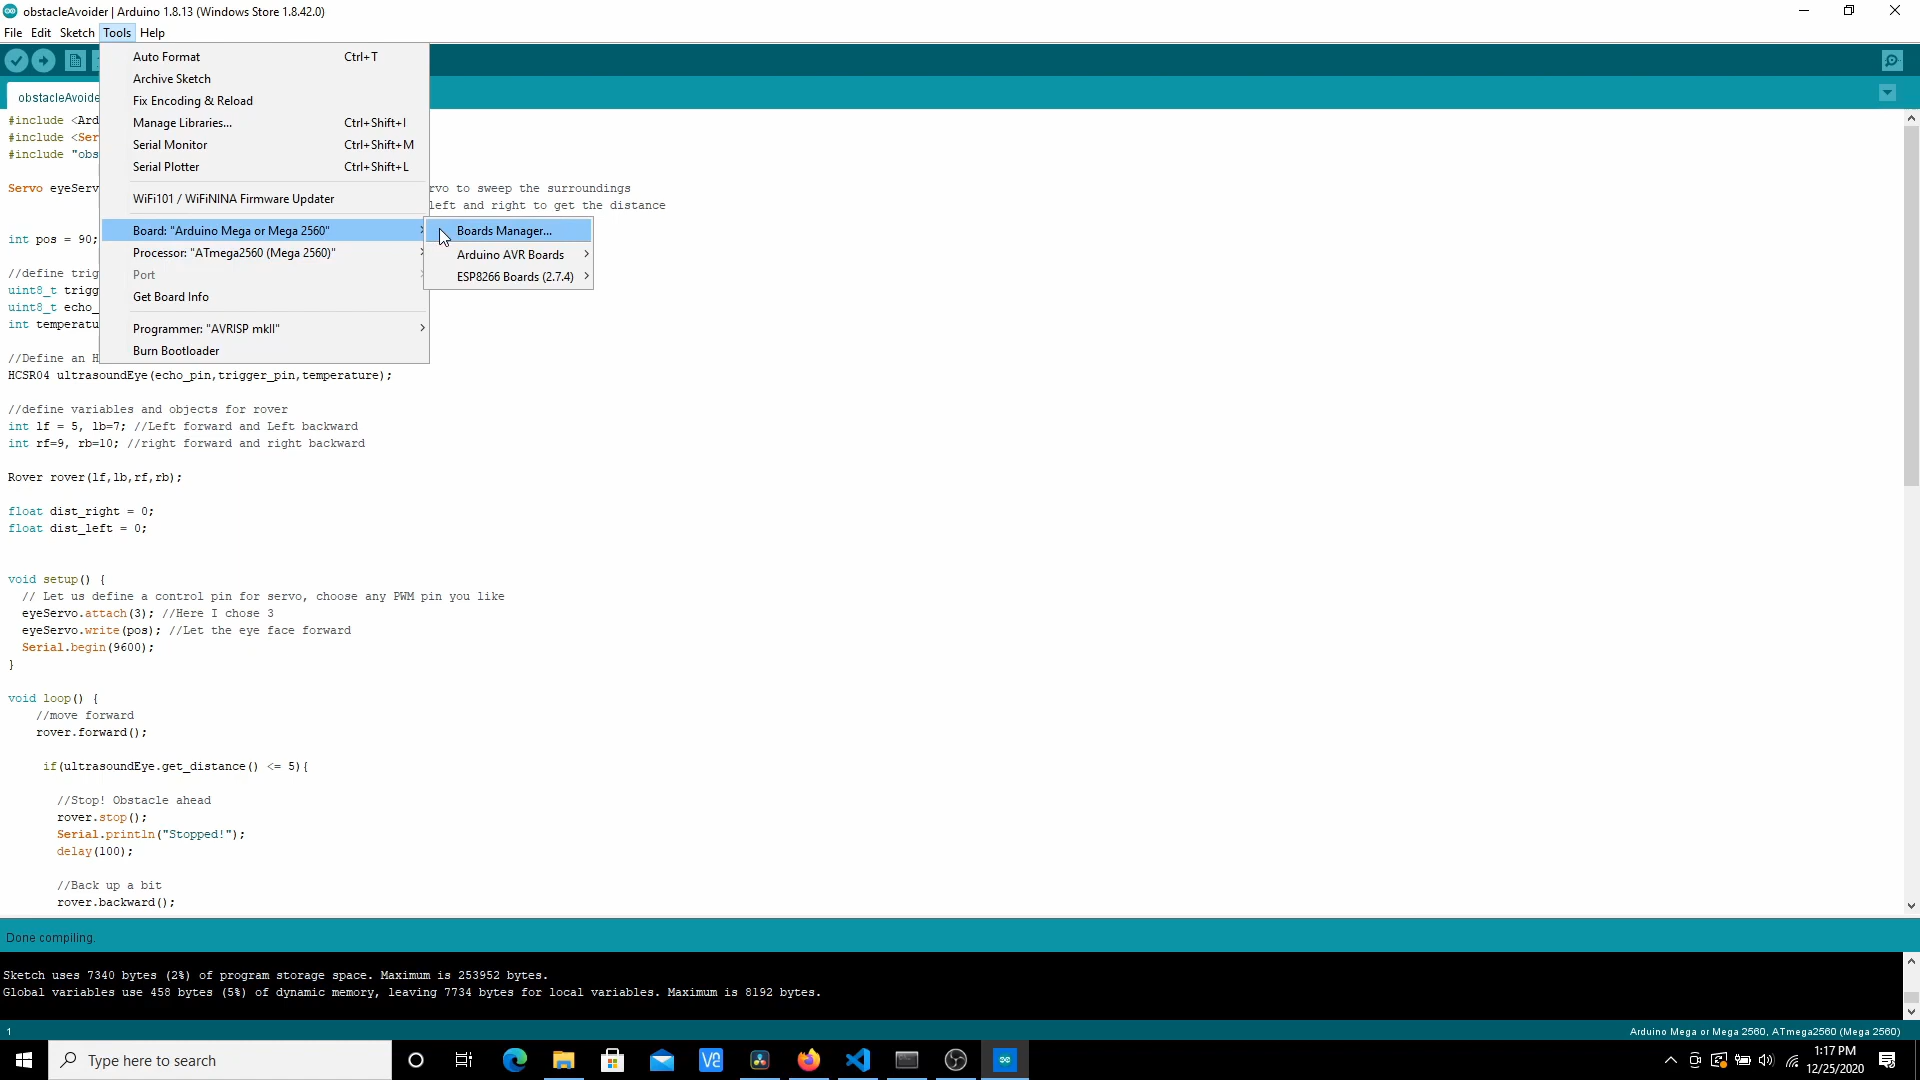 obstacleAvoider | Arduino 1.8.13 (Windows Store 1.8.42.0)
File Edit Sketch Tools Help
Auto Format Ctrl+T
Archive Sketch
Fix Encoding & Reload
Manage Libraries... Ctrl+Shift+I
Serial Monitor Ctrl+Shift+M
Serial Plotter Ctrl+Shift+L
WiFi101 / WiFiNINA Firmware Updater
Board: "Arduino Mega or Mega 2560"
Processor: "ATmega2560 (Mega 2560)"
Port
Get Board Info
Programmer: "AVRISP mkII"
Burn Bootloader
Boards Manager...
Arduino AVR Boards
ESP8266 Boards (2.7.4)
obstacleAvoide
#include <Ard
#include <Ser
#include "obs
Servo eyeServ rvo to sweep the surroundings
left and right to get the distance
int pos = 90;
//define trig
uint8_t trigg
uint8_t echo_
int temperatu
//Define an H
HCSR04 ultrasoundEye(echo_pin,trigger_pin,temperature);
//define variables and objects for rover
int lf = 5, lb=7; //Left forward and Left backward
int rf=9, rb=10; //right forward and right backward
Rover rover(lf,lb,rf,rb);
float dist_right = 0;
float dist_left = 0;
void setup() {
// Let us define a control pin for servo, choose any PWM pin you like
eyeServo.attach(3); //Here I chose 3
eyeServo.write(pos); //Let the eye face forward
Serial.begin(9600);
}
void loop() {
//move forward
rover.forward();
if(ultrasoundEye.get_distance() <= 5){
//Stop! Obstacle ahead
rover.stop();
Serial.println("Stopped!");
delay(100);
//Back up a bit
rover.backward();
Done compiling.
Sketch uses 7340 bytes (2%) of program storage space. Maximum is 253952 bytes.
Global variables use 458 bytes (5%) of dynamic memory, leaving 7734 bytes for local variables. Maximum is 8192 bytes.
1 Arduino Mega or Mega 2560, ATmega2560 (Mega 2560)
Type here to search
1:17 PM
12/25/2020